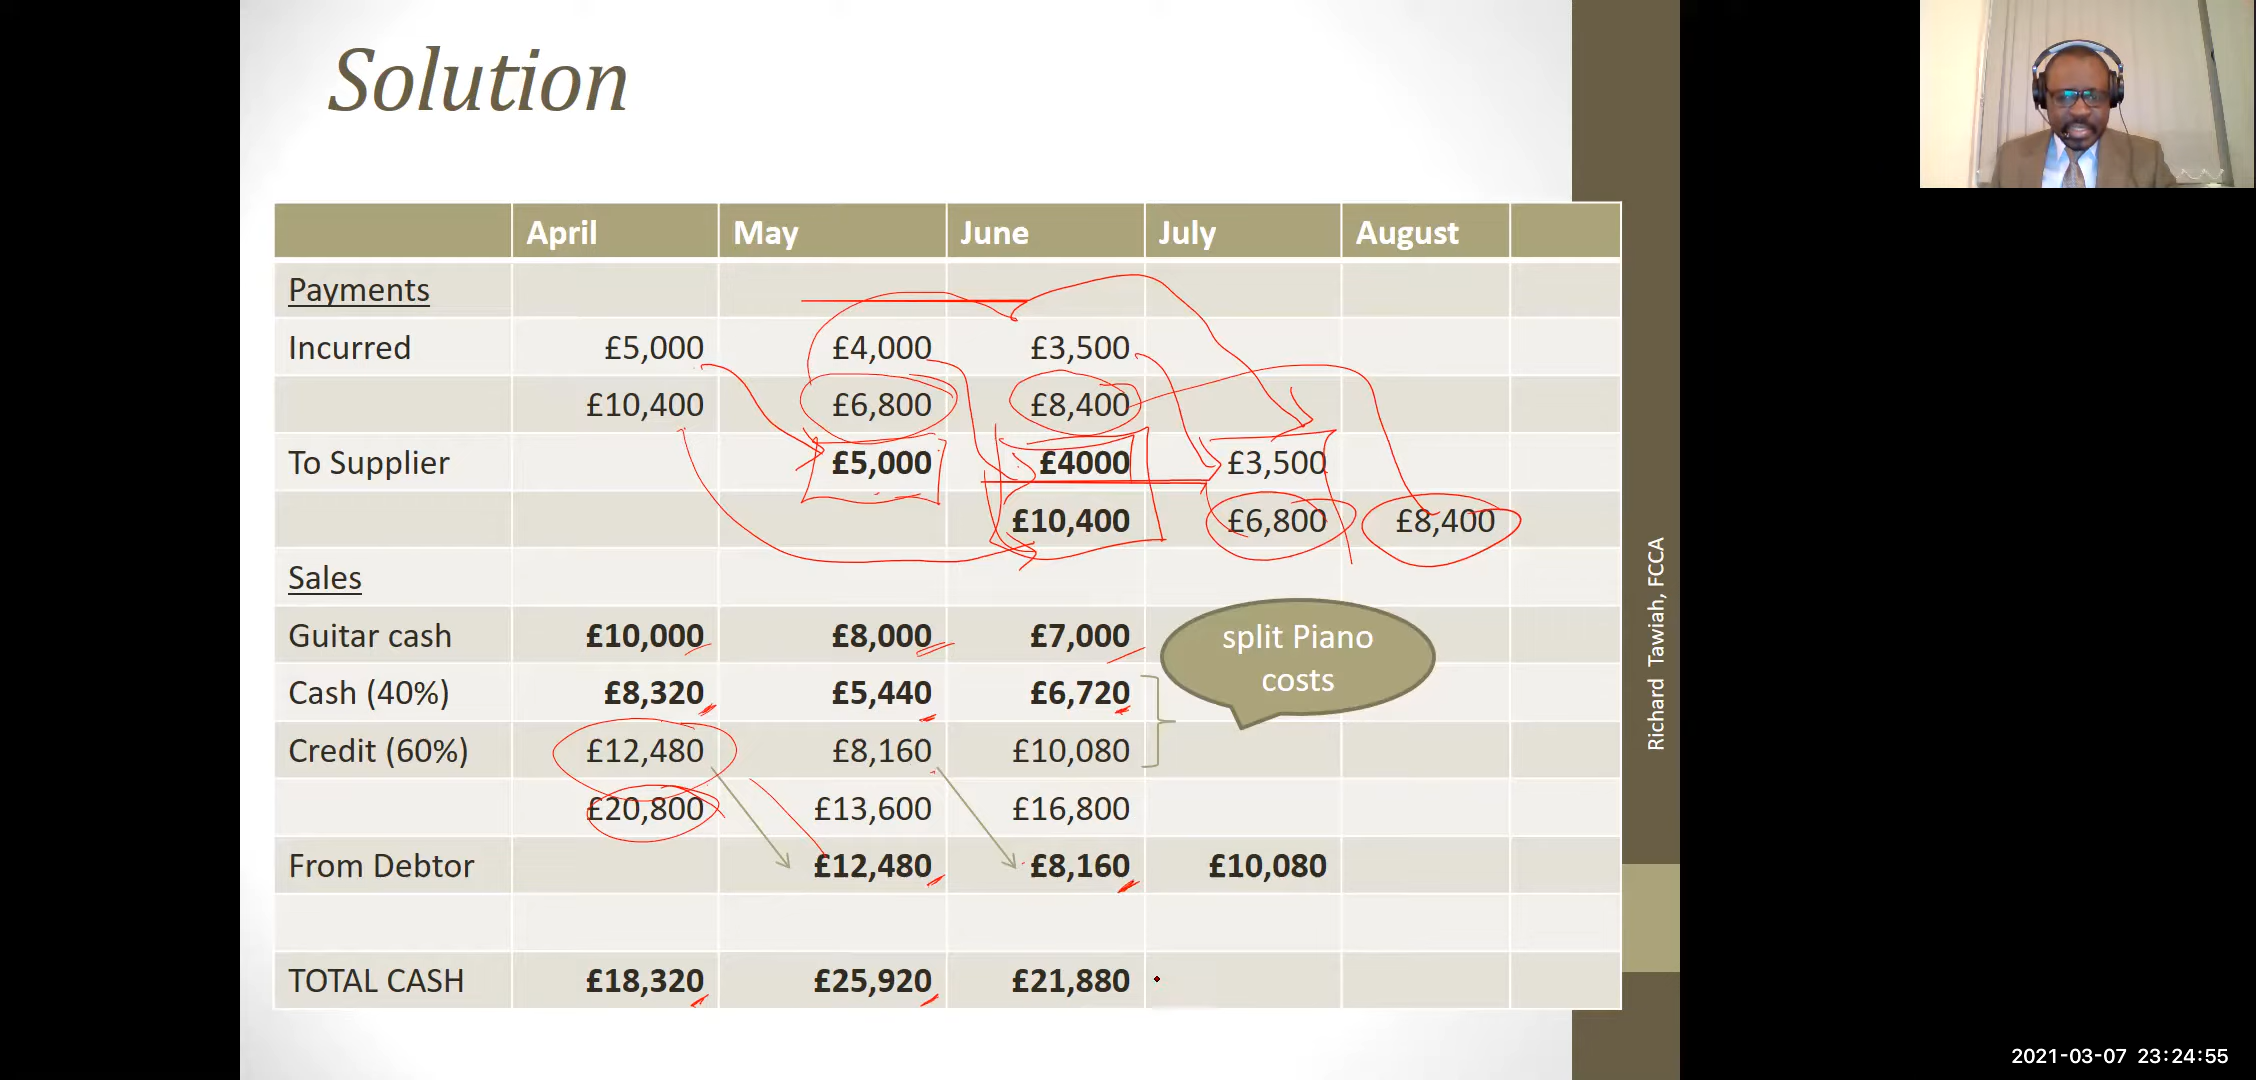 Solution
April May June July August
Payments
Incurred £5,000 £4,000 £3,500
£10,400 £6,800 £8,400
To Supplier £5,000 £4000 £3,500
£10,400 £6,800 £8,400
Sales
Guitar cash £10,000 £8,000 £7,000
Cash (40%) £8,320 £5,440 £6,720
Credit (60%) £12,480 £8,160 £10,080
£20,800 £13,600 £16,800
From Debtor £12,480 £8,160 £10,080
TOTAL CASH £18,320 £25,920 £21,880
split Piano
costs
Richard Tawiah, FCCA
2021-03-07 23:24:55